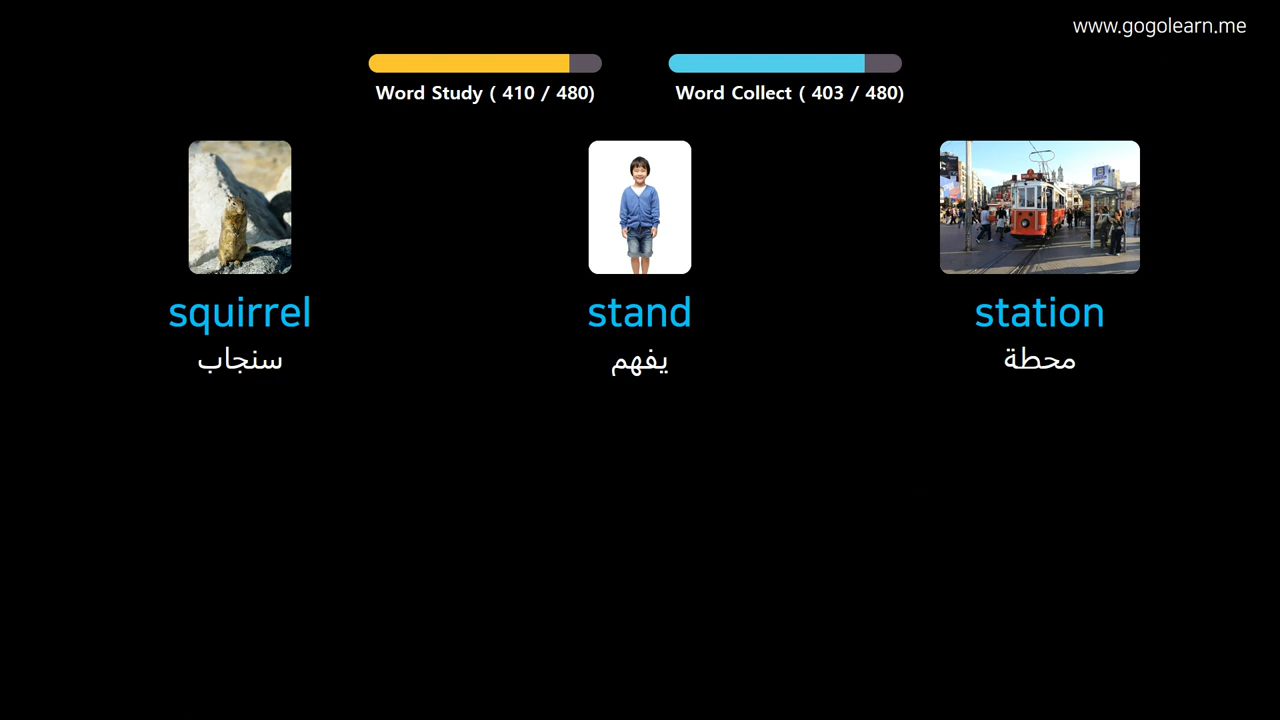 www.gogolearn.me
Word Study ( 410 / 480)
Word Collect ( 403 / 480)
squirrel
سنجاب
stand
يفهم
station
محطة